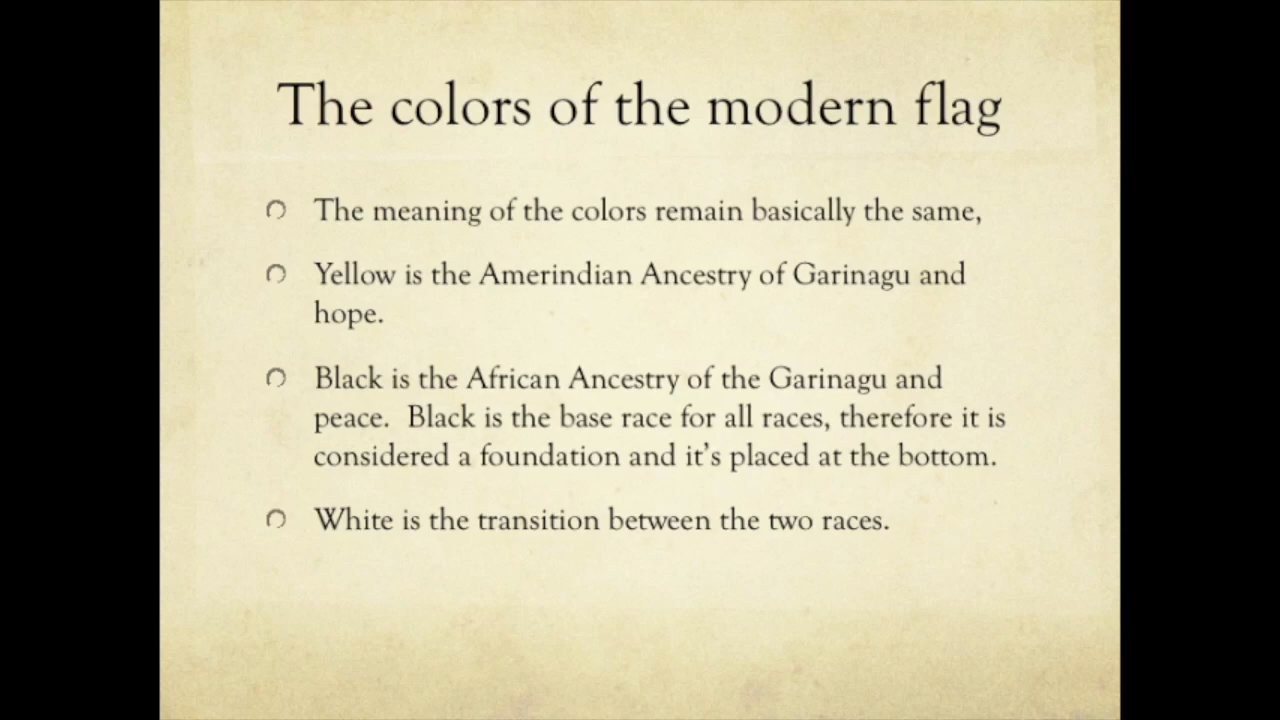 The colors of the modern flag
The meaning of the colors remain basically the same,
Yellow is the Amerindian Ancestry of Garinagu and
hope.
Black is the African Ancestry of the Garinagu and
peace.  Black is the base race for all races, therefore it is
considered a foundation and it's placed at the bottom.
White is the transition between the two races.